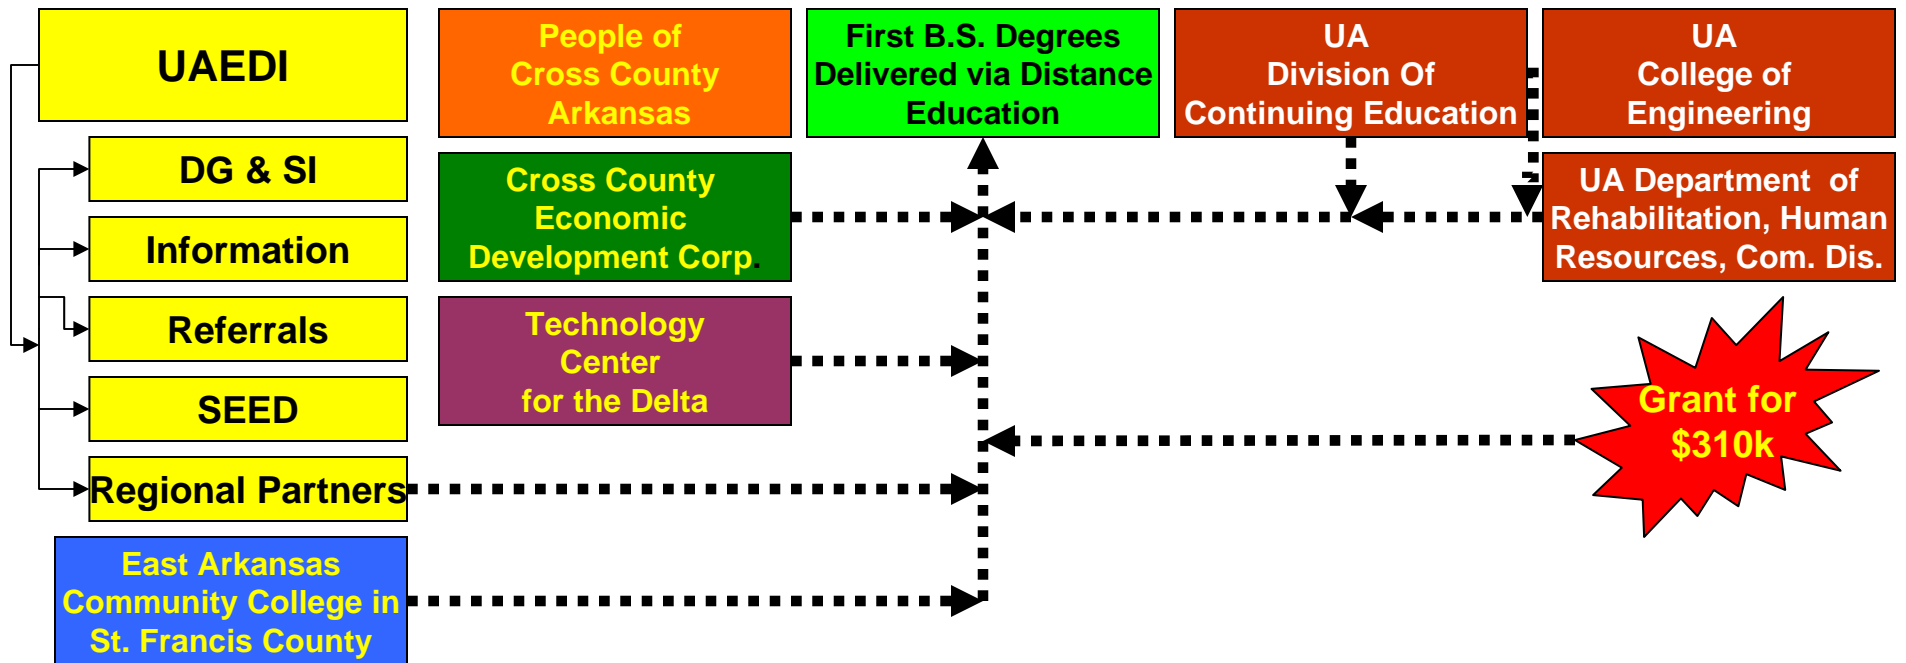 UAEDI
DG & SI
Information
Referrals
SEED
Regional Partners
East Arkansas
Community College in
St. Francis County
People of
Cross County
Arkansas
Cross County
Economic
Development Corp.
Technology
Center
for the Delta
First B.S. Degrees
Delivered via Distance
Education
UA
Division Of
Continuing Education
UA
College of
Engineering
UA Department of
Rehabilitation, Human
Resources, Com. Dis.
Grant for
$310k